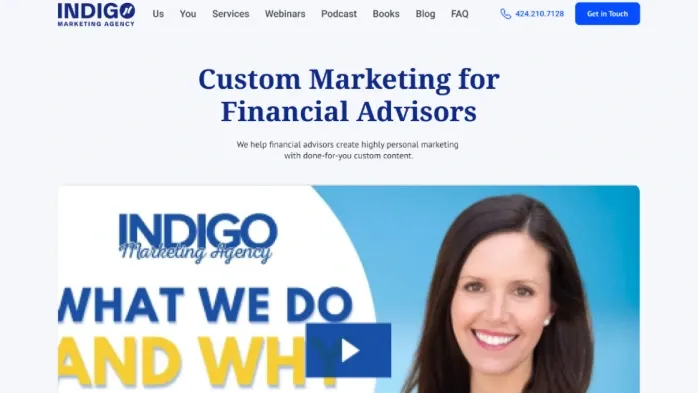 INDIGO
MARKETING AGENCY
Us You Services Webinars Podcast Books Blog FAQ
424.210.7128
Get in Touch
Custom Marketing for
Financial Advisors
We help financial advisors create highly personal marketing
with done-for-you custom content.
INDIGO
Marketing Agency
WHAT WE DO
AND WHY